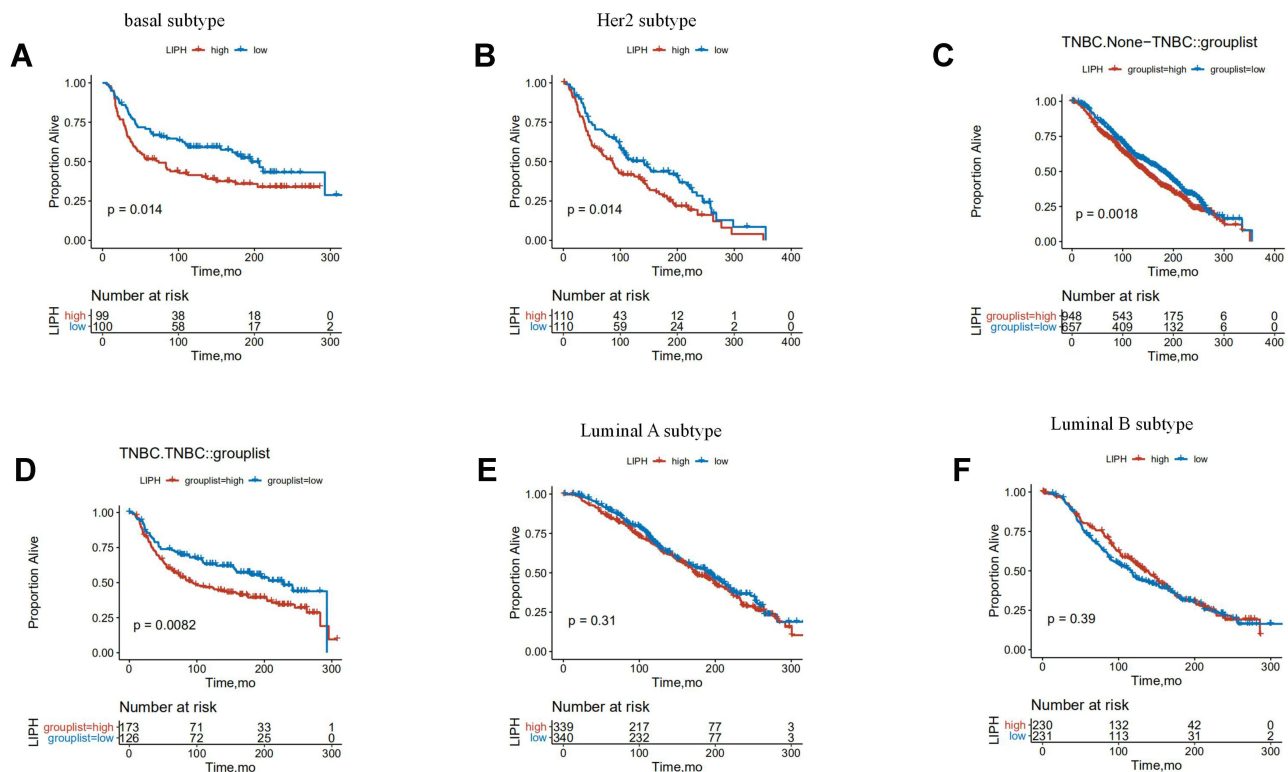 A
basal subtype
LIPH high low
Proportion Alive
1.00
0.75
0.50
0.25
0.00
p = 0.014
0 100 200 300
Time,mo
Number at risk
LIPH
high 99 38 18 0
low 100 58 17 2
0 100 200 300
Time,mo
B
Her2 subtype
LIPH high low
Proportion Alive
1.00
0.75
0.50
0.25
0.00
p = 0.014
0 100 200 300 400
Time,mo
Number at risk
LIPH
high 110 43 12 1 0
low 110 59 24 2 0
0 100 200 300 400
Time,mo
C
TNBC.None−TNBC::grouplist
LIPH grouplist=high grouplist=low
Proportion Alive
1.00
0.75
0.50
0.25
0.00
p = 0.0018
0 100 200 300 400
Time,mo
Number at risk
LIPH
grouplist=high 948 543 175 6 0
grouplist=low 657 409 132 6 0
0 100 200 300 400
Time,mo
D
TNBC.TNBC::grouplist
LIPH grouplist=high grouplist=low
Proportion Alive
1.00
0.75
0.50
0.25
0.00
p = 0.0082
0 100 200 300
Time,mo
Number at risk
LIPH
grouplist=high 173 71 33 1
grouplist=low 126 72 25 0
0 100 200 300
Time,mo
E
Luminal A subtype
LIPH high low
Proportion Alive
1.00
0.75
0.50
0.25
0.00
p = 0.31
0 100 200 300
Time,mo
Number at risk
LIPH
high 339 217 77 3
low 340 232 77 3
0 100 200 300
Time,mo
F
Luminal B subtype
LIPH high low
Proportion Alive
1.00
0.75
0.50
0.25
0.00
p = 0.39
0 100 200 300
Time,mo
Number at risk
LIPH
high 230 132 42 0
low 231 113 31 2
0 100 200 300
Time,mo